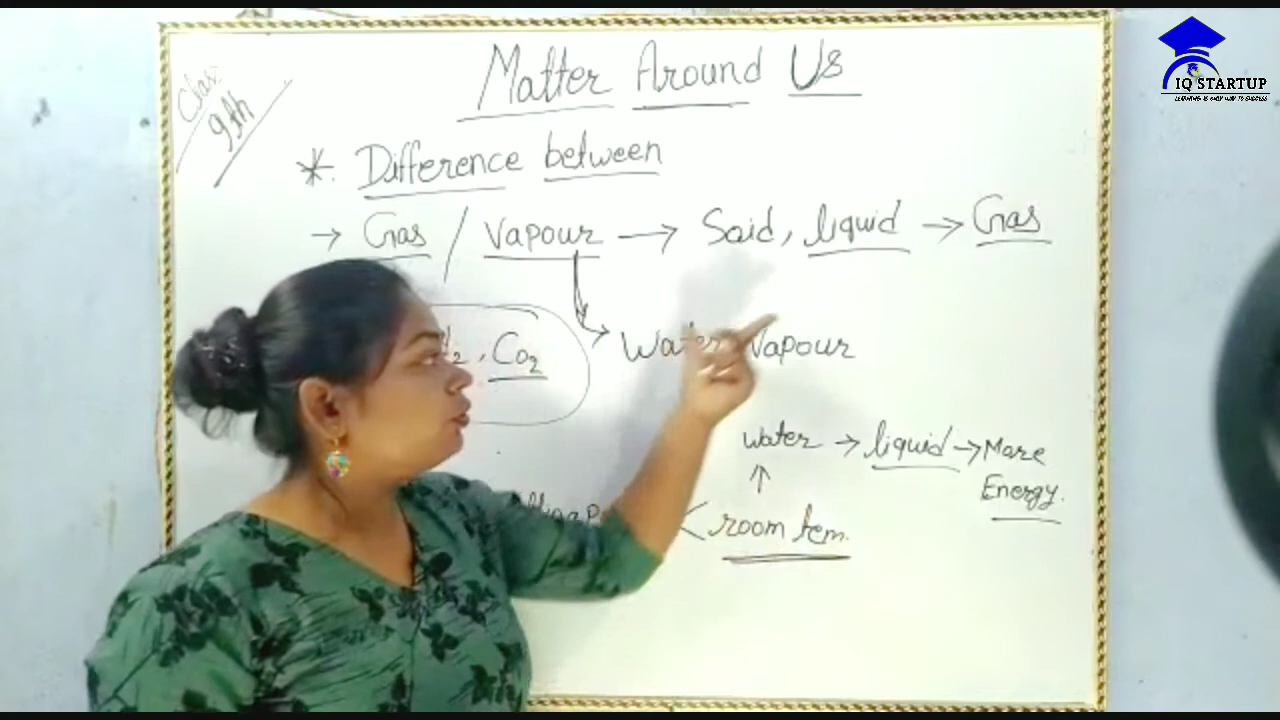 IQ STARTUP
Class:
9th
Matter Around Us
*. Difference between
→ Gas / Vapour → Soid, liquid → Gas
, CO2 → Water Vapour
water → liquid → More
Energy.
↑
< room tem.